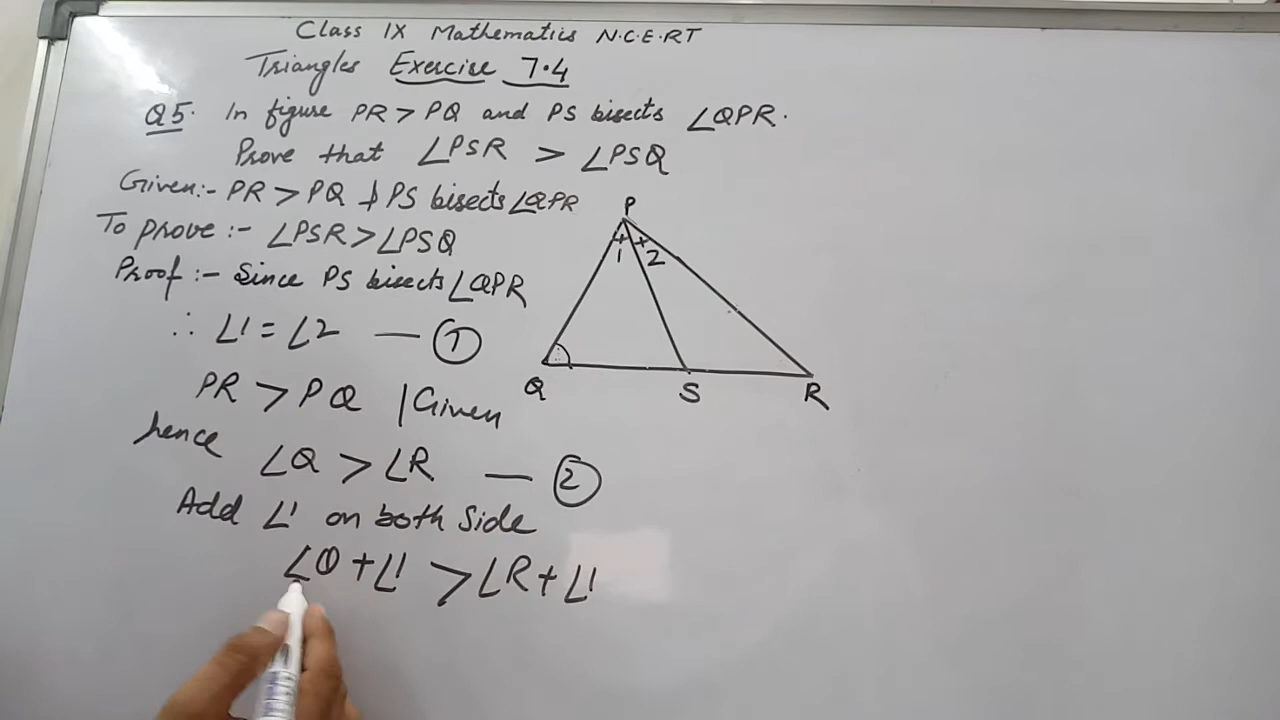 Class IX Mathematics N.C.E.RT
Triangles Exercise 7.4
Q5. In figure PR > PQ and PS bisects ∠QPR.
Prove that ∠PSR > ∠PSQ
Given:- PR > PQ & PS bisects ∠QPR
To prove:- ∠PSR > ∠PSQ
Proof:- Since PS bisects ∠QPR
∴ ∠1 = ∠2 — ①
PR > PQ | Given
hence ∠Q > ∠R — ②
Add ∠1 on both Side
∠Q + ∠1 > ∠R + ∠1
P
1 2
Q S R